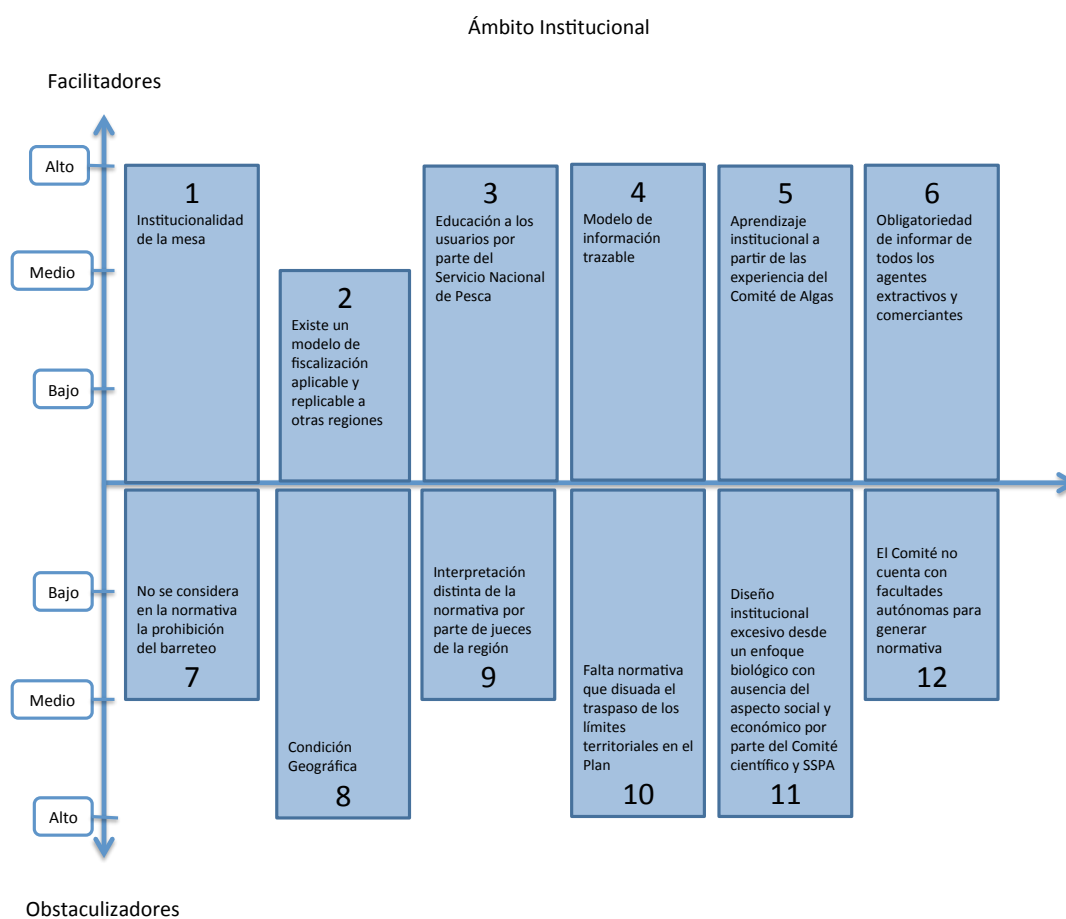 Ámbito Institucional
Facilitadores
Alto
Medio
Bajo
1
Institucionalidad
de la mesa
2
Existe un
modelo de
fiscalización
aplicable y
replicable a
otras regiones
3
Educación a los
usuarios por
parte del
Servicio Nacional
de Pesca
4
Modelo de
información
trazable
5
Aprendizaje
institucional a
partir de las
experiencia del
Comité de Algas
6
Obligatoriedad
de informar de
todos los
agentes
extractivos y
comerciantes
Bajo
Medio
Alto
No se considera
en la normativa
la prohibición
del barreteo
7
Condición
Geográfica
8
Interpretación
distinta de la
normativa por
parte de jueces
de la región
9
Falta normativa
que disuada el
traspaso de los
límites
territoriales en el
Plan
10
Diseño
institucional
excesivo desde
un enfoque
biológico con
ausencia del
aspecto social y
económico por
parte del Comité
científico y SSPA
11
El Comité no
cuenta con
facultades
autónomas para
generar
normativa
12
Obstaculizadores